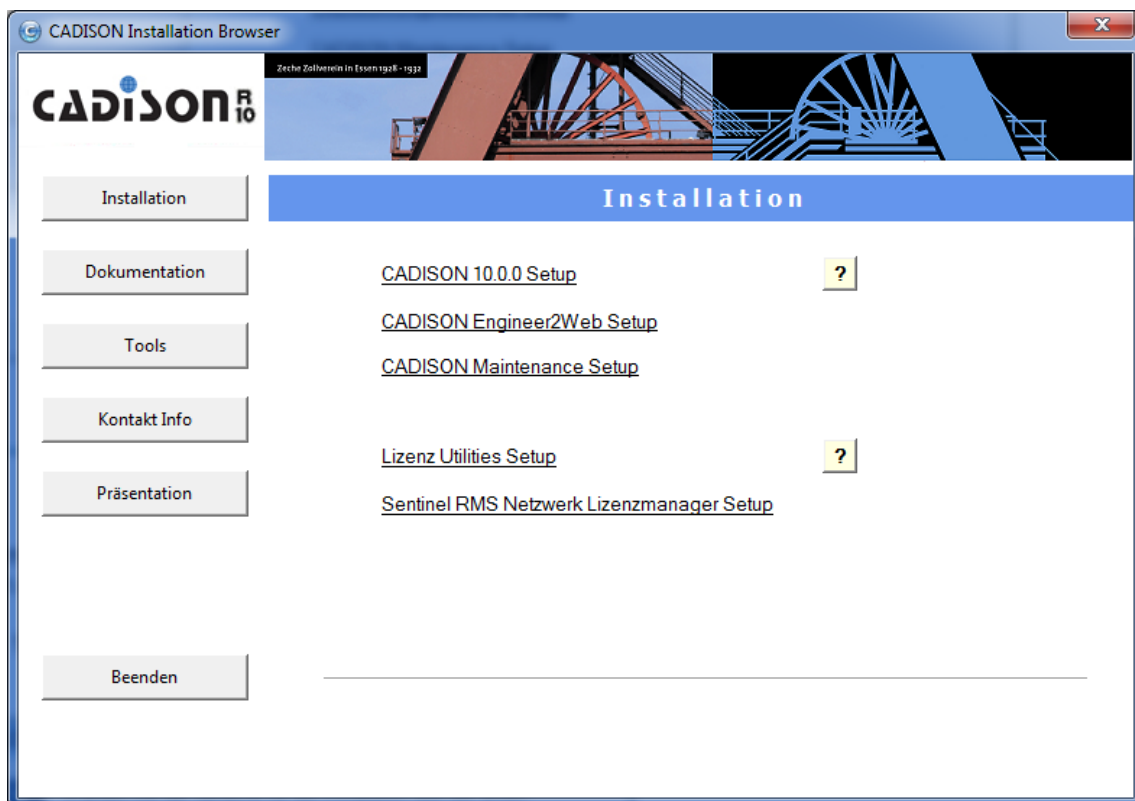 CADISON Installation Browser
CADISON R10
Zeche Zollverein in Essen 1928 - 1932
Installation
Installation
Dokumentation
CADISON 10.0.0 Setup
?
CADISON Engineer2Web Setup
Tools
CADISON Maintenance Setup
Kontakt Info
Lizenz Utilities Setup
?
Präsentation
Sentinel RMS Netzwerk Lizenzmanager Setup
Beenden